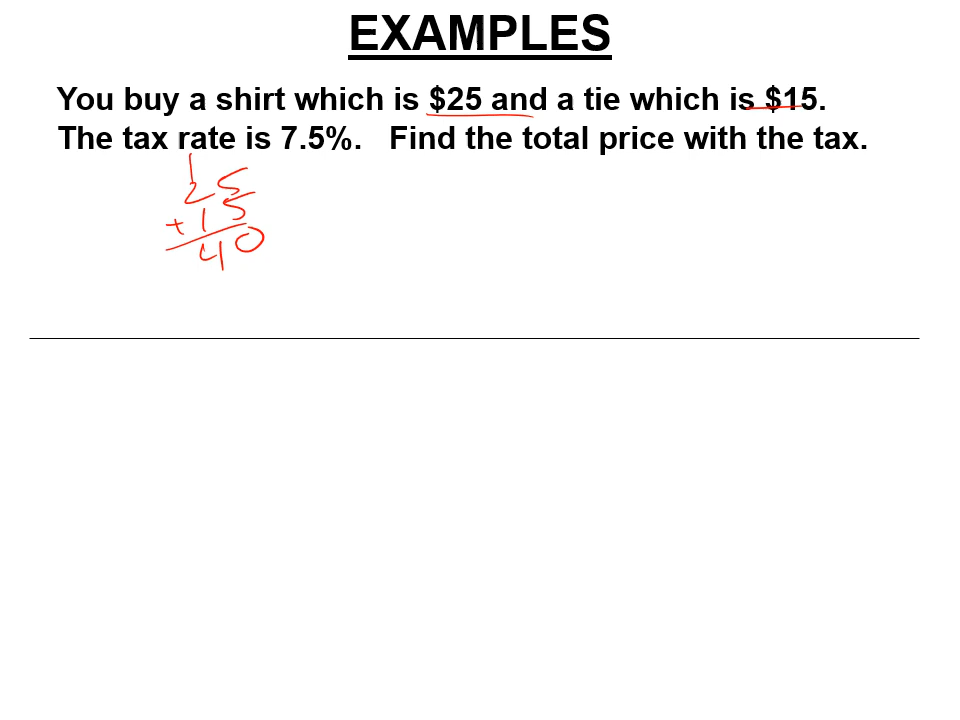 EXAMPLES
You buy a shirt which is $25 and a tie which is $15.
The tax rate is 7.5%. Find the total price with the tax.
1
25
+15
40